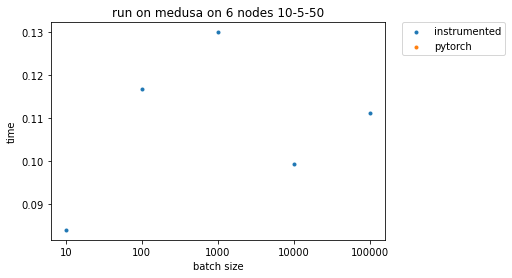 run on medusa on 6 nodes 10-5-50
instrumented
pytorch
0.13
0.12
0.11
0.10
0.09
time
10 100 1000 10000 100000
batch size